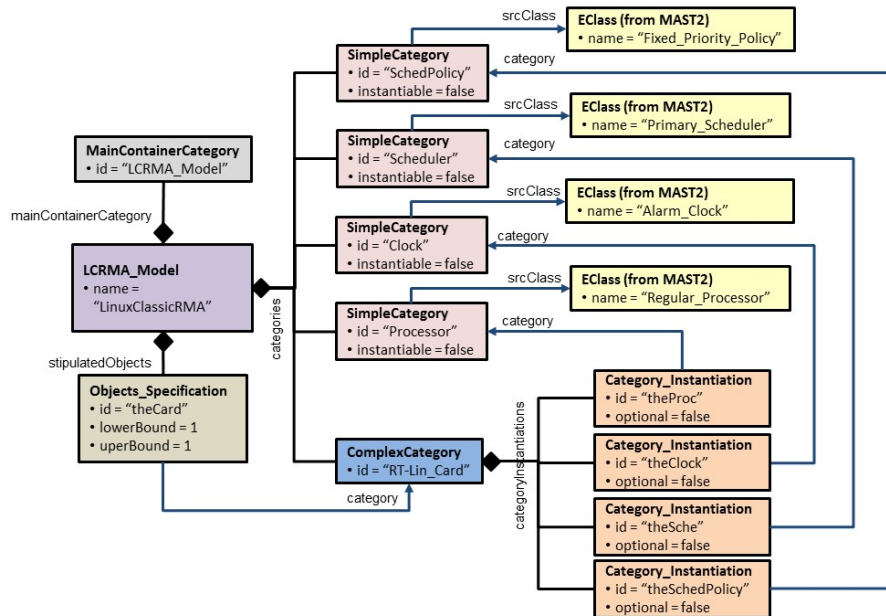 srcClass
EClass (from MAST2)
• name = “Fixed_Priority_Policy”
SimpleCategory
• id = “SchedPolicy”
• instantiable = false
category
srcClass
EClass (from MAST2)
• name = “Primary_Scheduler”
SimpleCategory
• id = “Scheduler”
• instantiable = false
category
MainContainerCategory
• id = “LCRMA_Model”
mainContainerCategory
srcClass
EClass (from MAST2)
• name = “Alarm_Clock”
SimpleCategory
• id = “Clock”
• instantiable = false
category
LCRMA_Model
• name =
“LinuxClassicRMA”
categories
srcClass
EClass (from MAST2)
• name = “Regular_Processor”
SimpleCategory
• id = “Processor”
• instantiable = false
category
stipulatedObjects
Objects_Specification
• id = “theCard”
• lowerBound = 1
• uperBound = 1
category
ComplexCategory
• id = “RT-Lin_Card”
categoryInstantiations
Category_Instantiation
• id = “theProc”
• optional = false
Category_Instantiation
• id = “theClock”
• optional = false
Category_Instantiation
• id = “theSche”
• optional = false
Category_Instantiation
• id = “theSchedPolicy”
• optional = false